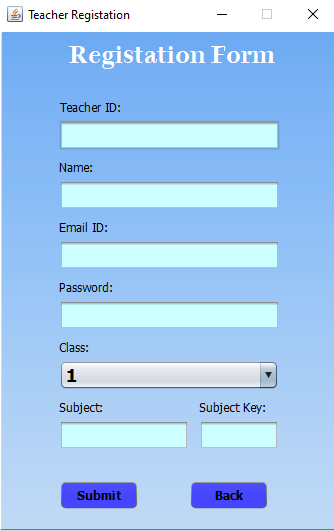 Teacher Registation
Registation Form
Teacher ID:
Name:
Email ID:
Password:
Class:
1
Subject: Subject Key:
Submit Back